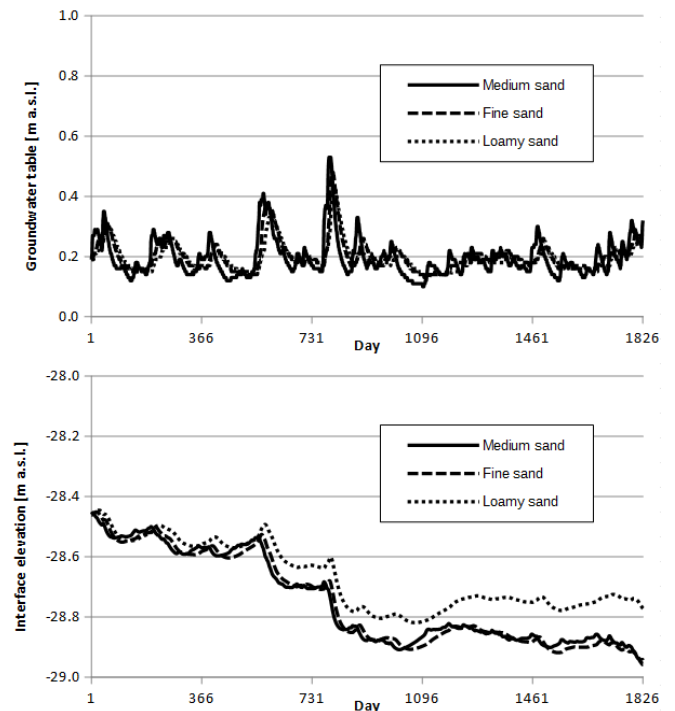 Groundwater table [m a.s.l.]
1.0
0.8
0.6
0.4
0.2
0.0
Medium sand
Fine sand
Loamy sand
1 366 731 1096 1461 1826
Day
Interface elevation [m a.s.l.]
-28.0
-28.2
-28.4
-28.6
-28.8
-29.0
Medium sand
Fine sand
Loamy sand
1 366 731 1096 1461 1826
Day